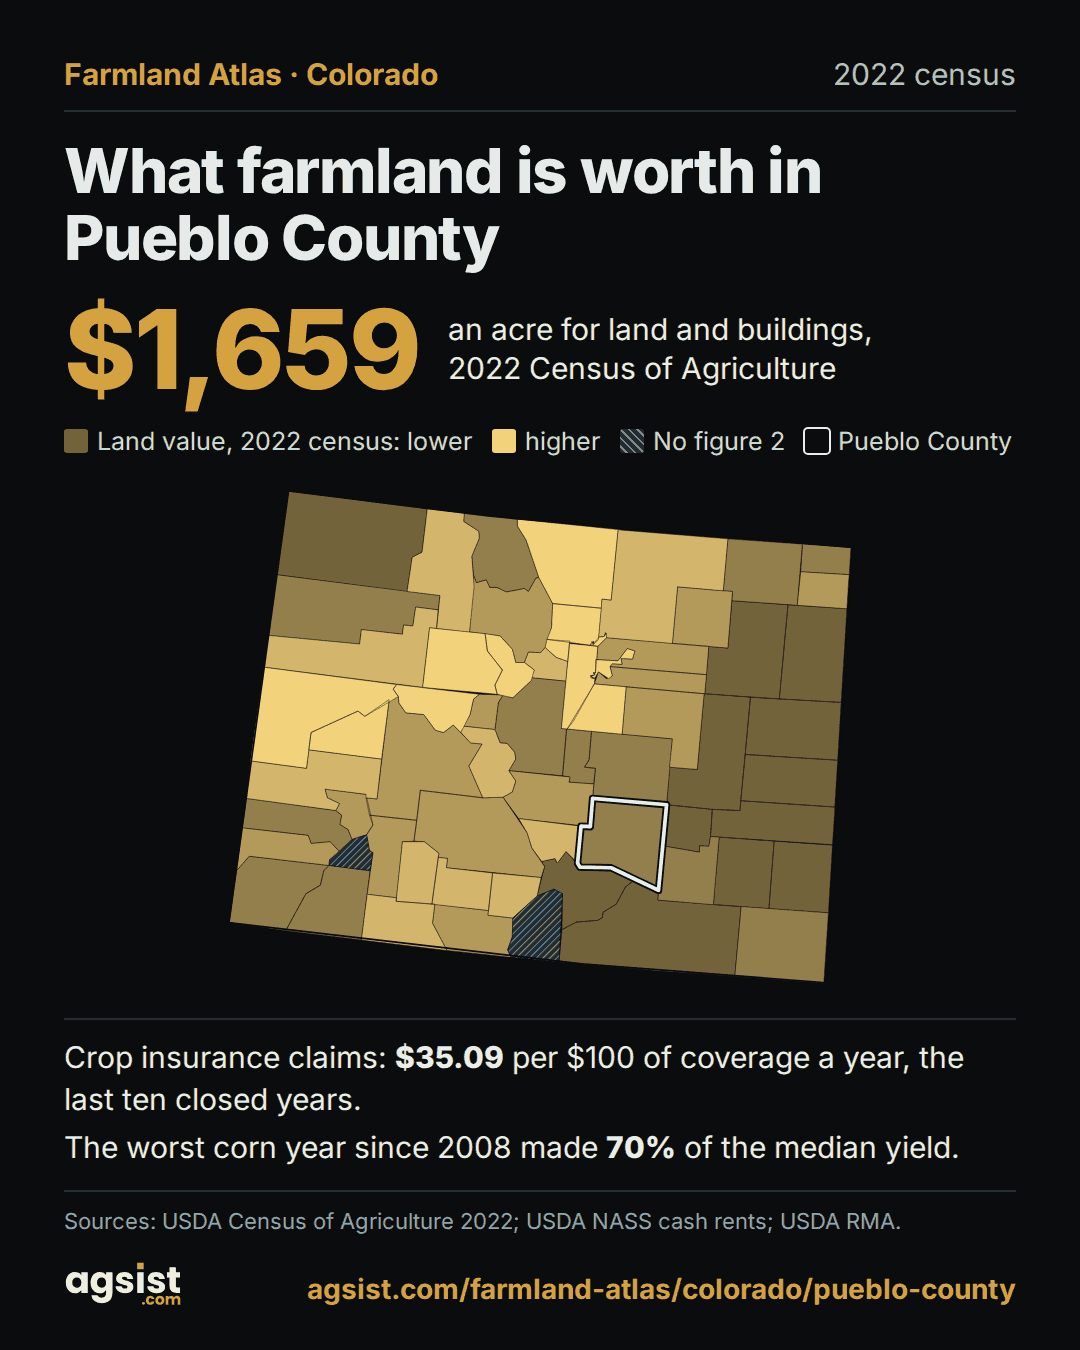 Farmland Atlas · Colorado
2022 census
What farmland is worth in
Pueblo County
$1,659
an acre for land and buildings,
2022 Census of Agriculture
Land value, 2022 census: lower
higher
No figure 2
Pueblo County
Crop insurance claims: $35.09 per $100 of coverage a year, the
last ten closed years.
The worst corn year since 2008 made 70% of the median yield.
Sources: USDA Census of Agriculture 2022; USDA NASS cash rents; USDA RMA.
agsist
.com
agsist.com/farmland-atlas/colorado/pueblo-county